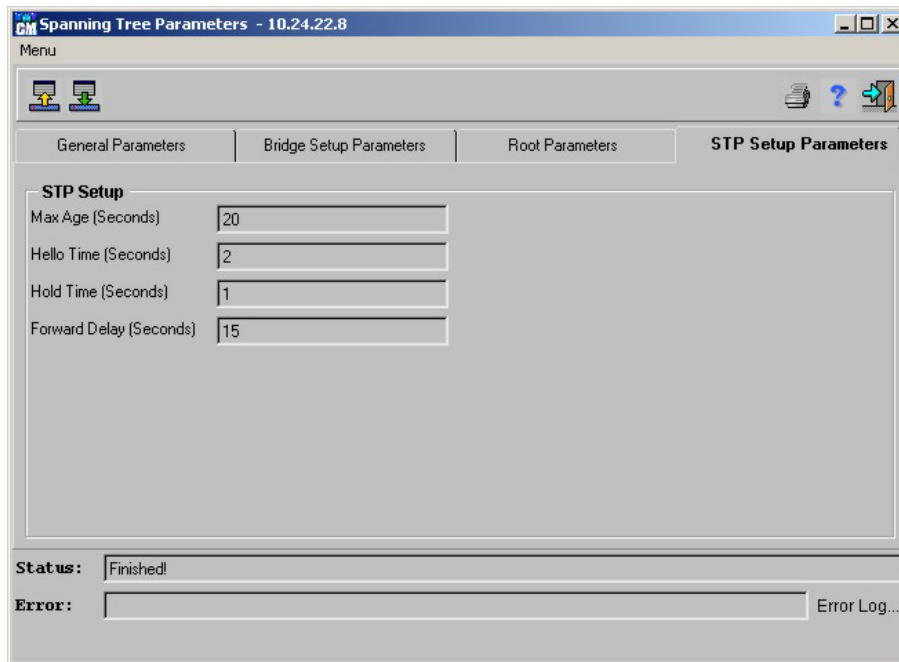 GM Spanning Tree Parameters - 10.24.22.8
Menu
?
General Parameters
Bridge Setup Parameters
Root Parameters
STP Setup Parameters
STP Setup
Max Age (Seconds)
20
Hello Time (Seconds)
2
Hold Time (Seconds)
1
Forward Delay (Seconds)
15
Status:
Finished!
Error:
Error Log...